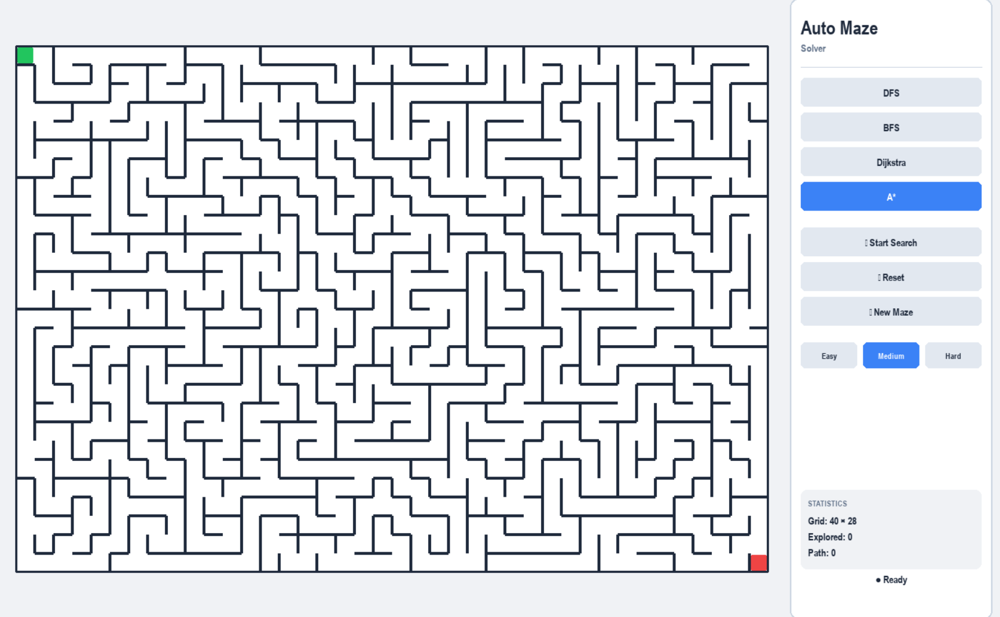 Auto Maze
Solver
DFS
BFS
Dijkstra
A*
▯ Start Search
▯ Reset
▯ New Maze
Easy Medium Hard
STATISTICS
Grid: 40 × 28
Explored: 0
Path: 0
● Ready